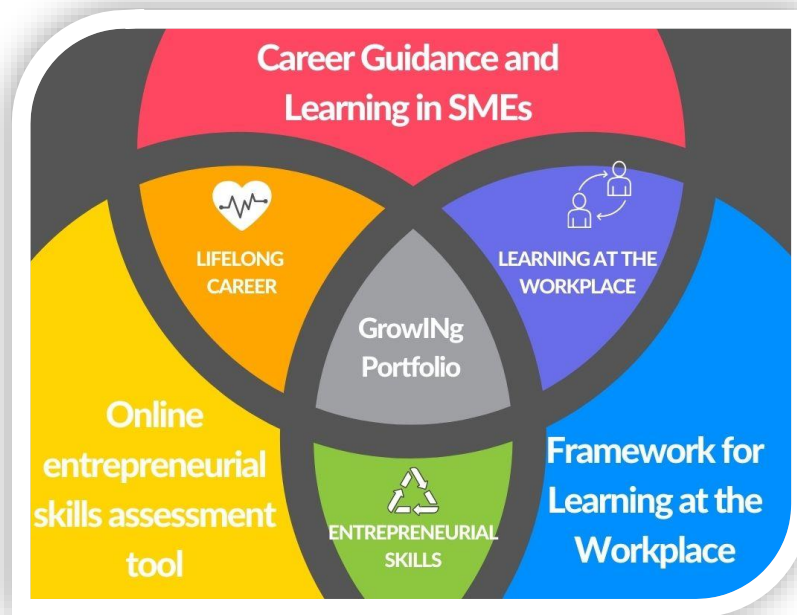 Career Guidance and
Learning in SMEs
LIFELONG
CAREER
LEARNING AT THE
WORKPLACE
GrowINg
Portfolio
Online
entrepreneurial
skills assessment
tool
Framework for
Learning at the
Workplace
ENTREPRENEURIAL
SKILLS